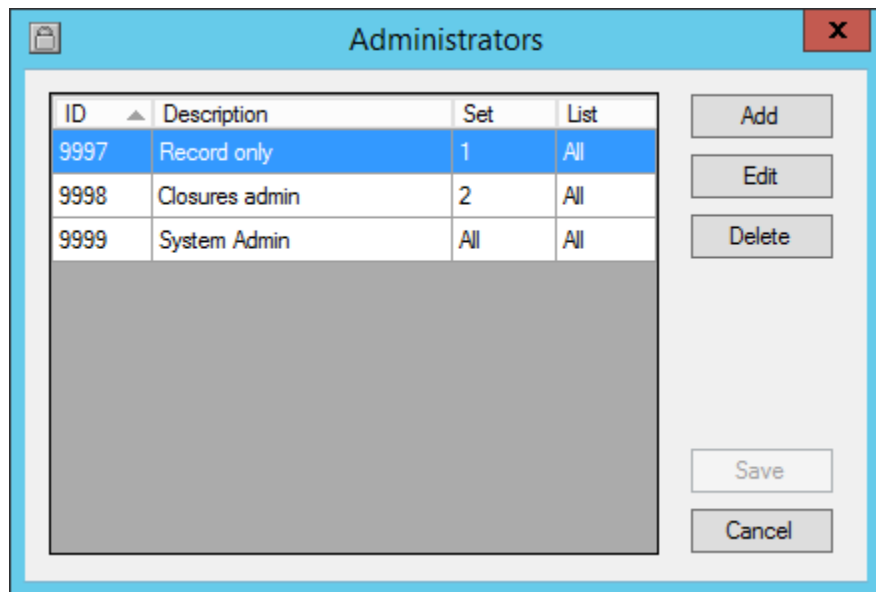 Administrators
x
ID Description Set List
9997 Record only 1 All
9998 Closures admin 2 All
9999 System Admin All All
Add
Edit
Delete
Save
Cancel